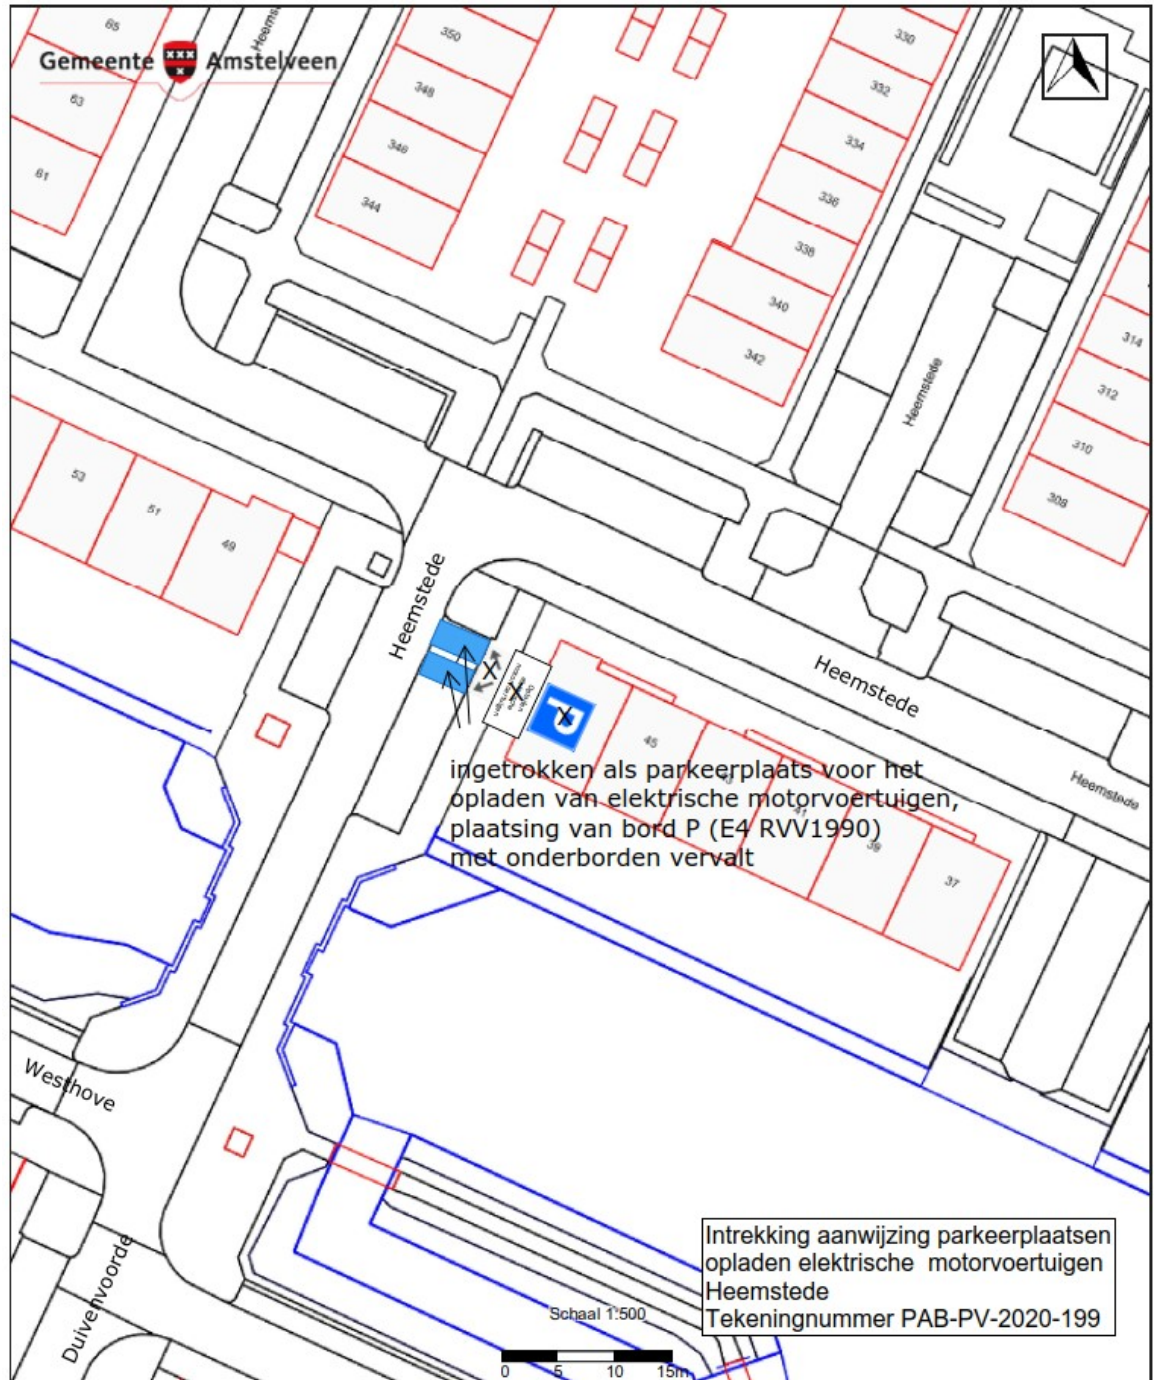 Gemeente Amstelveen
65
63
61
350
348
346
344
330
332
334
336
338
340
342
314
312
310
308
Heemstede
53
51
49
Heemstede
Heemstede
Heemstede
Opladen
P
X
X
X
45
43
41
39
37
ingetrokken als parkeerplaats voor het
opladen van elektrische motorvoertuigen,
plaatsing van bord P (E4 RVV1990)
met onderborden vervalt
Westhove
Duivenvoorde
Intrekking aanwijzing parkeerplaatsen
opladen elektrische motorvoertuigen
Heemstede
Tekeningnummer PAB-PV-2020-199
Schaal 1:500
0 5 10 15m